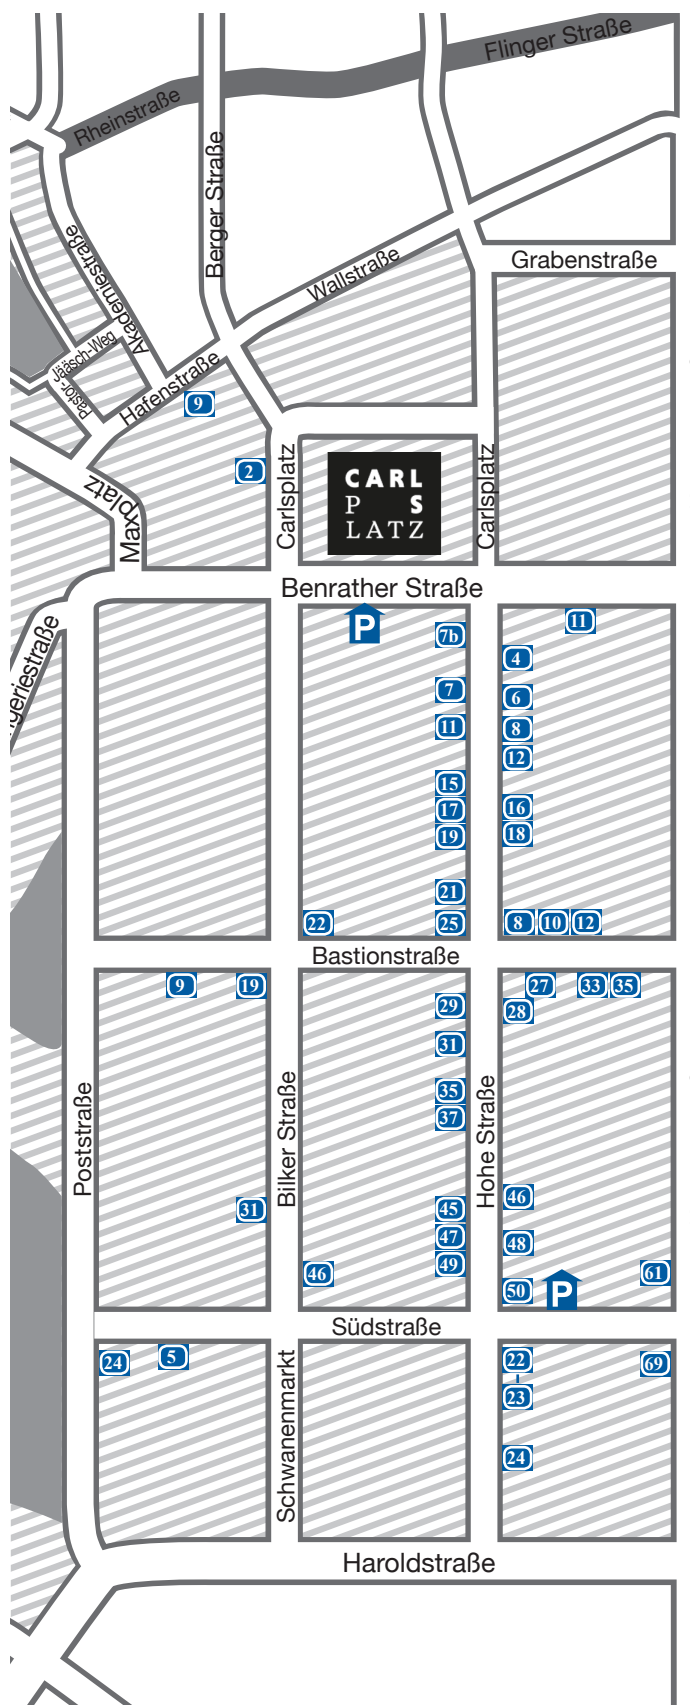 Flinger Straße
Rheinstraße
Berger Straße
Akademiestraße
Wallstraße
Grabenstraße
Pastor-Jääsch-Weg
Hafenstraße
9
2
Maxplatz
Carlsplatz
CARL
P S
LATZ
Carlsplatz
Benrather Straße
P
7b
11
4
7
6
11
8
12
15
16
17
18
19
21
22
25
8
10
12
Bastionstraße
9
19
27
33
35
29
28
31
35
37
Poststraße
Bilker Straße
Hohe Straße
31
45
46
47
48
46
49
61
50
P
Südstraße
24
5
22
69
23
24
Schwanenmarkt
Haroldstraße